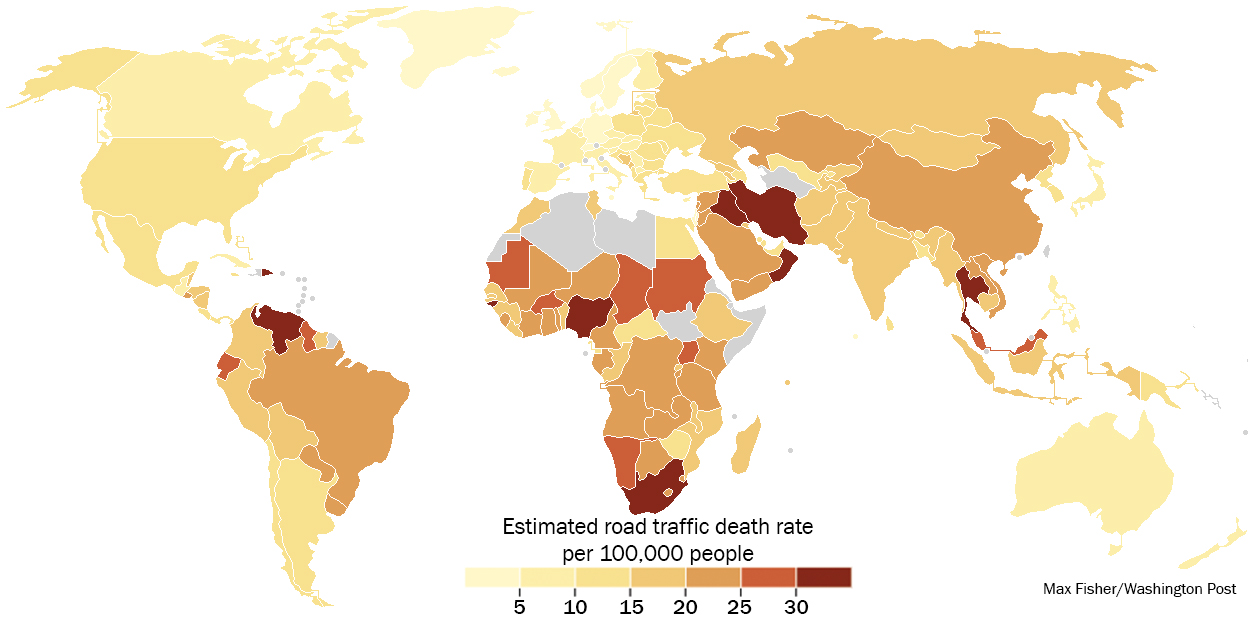 Estimated road traffic death rate
per 100,000 people
5 10 15 20 25 30
Max Fisher/Washington Post